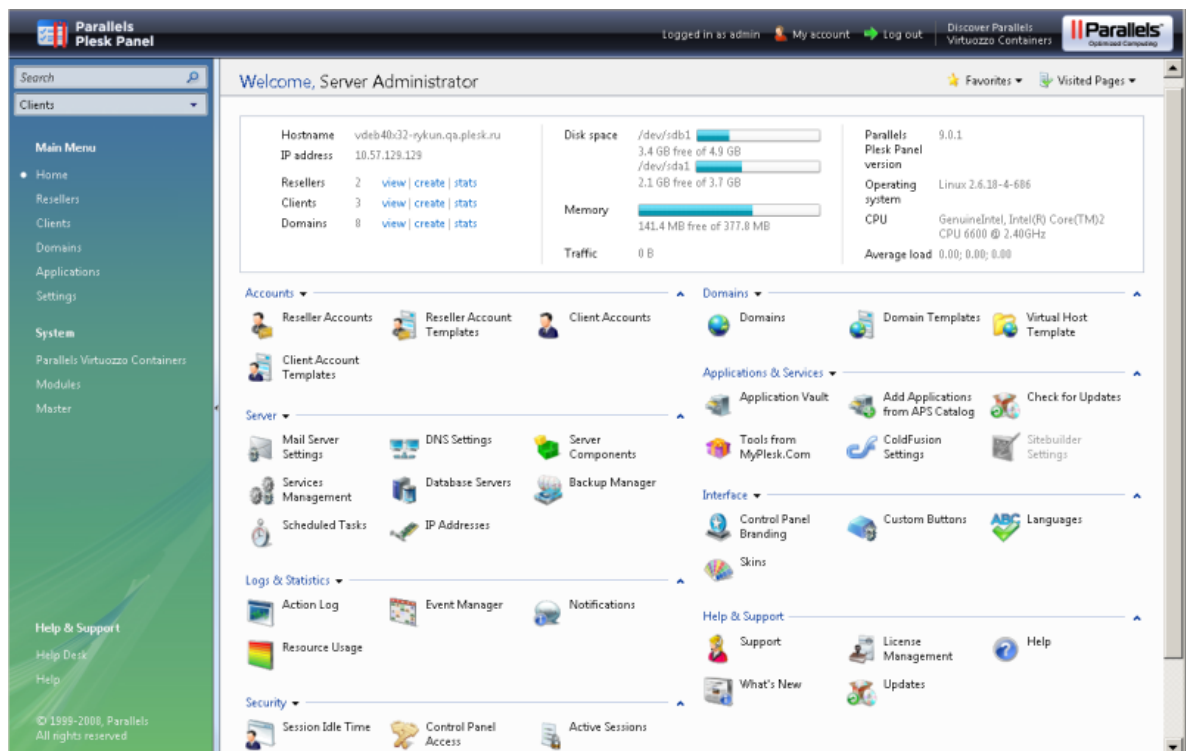 Parallels
Plesk Panel
Logged in as admin My account Log out
Discover Parallels
Virtuozzo Containers
Parallels
Optimized Computing
Search
Clients
Main Menu
Home
Resellers
Clients
Domains
Applications
Settings
System
Parallels Virtuozzo Containers
Modules
Master
Help & Support
Help Desk
Help
© 1999-2008, Parallels
All rights reserved
Welcome, Server Administrator
Favorites Visited Pages
Hostname vdeb40x32-rykun.qa.plesk.ru
IP address 10.57.129.129
Resellers 2 view | create | stats
Clients 3 view | create | stats
Domains 8 view | create | stats
Disk space /dev/sdb1
3.4 GB free of 4.9 GB
/dev/sda1
2.1 GB free of 3.7 GB
Memory
141.4 MB free of 377.8 MB
Traffic 0 B
Parallels 9.0.1
Plesk Panel
version
Operating Linux 2.6.18-4-686
system
CPU GenuineIntel, Intel(R) Core(TM)2
CPU 6600 @ 2.40GHz
Average load 0.00; 0.00; 0.00
Accounts
Reseller Accounts
Reseller Account
Templates
Client Accounts
Client Account
Templates
Server
Mail Server
Settings
DNS Settings
Server
Components
Services
Management
Database Servers
Backup Manager
Scheduled Tasks
IP Addresses
Logs & Statistics
Action Log
Event Manager
Notifications
Resource Usage
Security
Session Idle Time
Control Panel
Access
Active Sessions
Domains
Domains
Domain Templates
Virtual Host
Template
Applications & Services
Application Vault
Add Applications
from APS Catalog
Check for Updates
Tools from
MyPlesk.Com
ColdFusion
Settings
Sitebuilder
Settings
Interface
Control Panel
Branding
Custom Buttons
ABC
Languages
Skins
Help & Support
Support
License
Management
Help
What's New
Updates